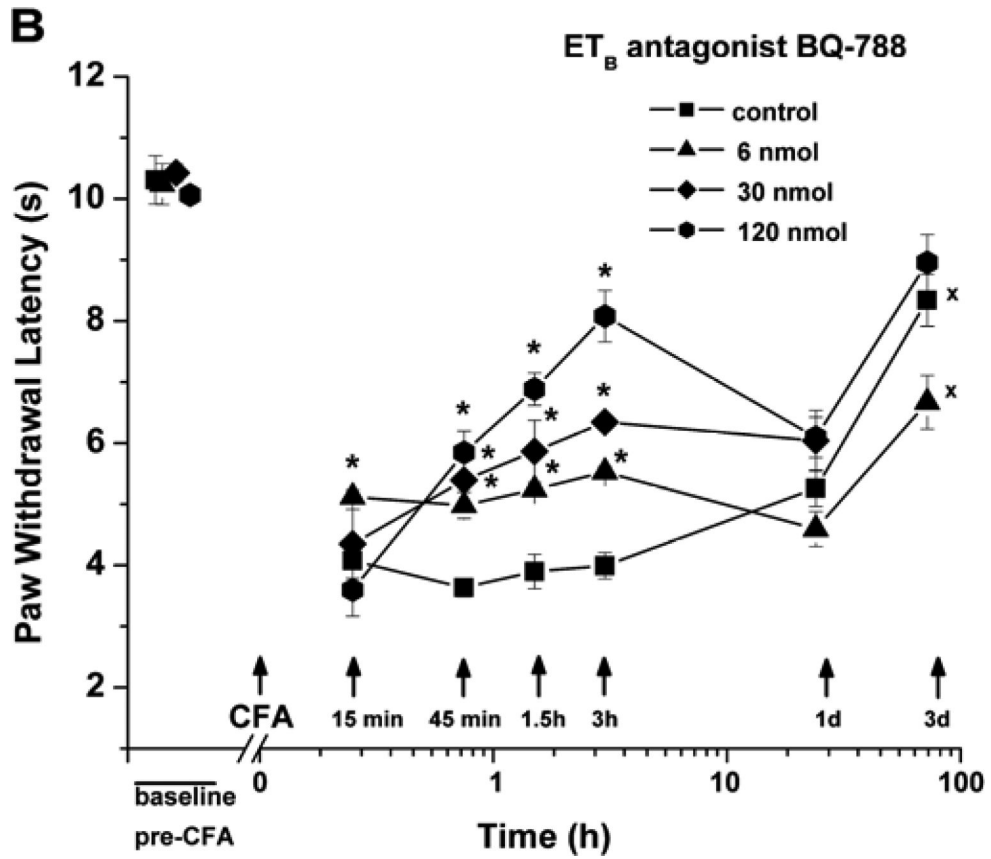 B
ET_B antagonist BQ-788
control
6 nmol
30 nmol
120 nmol
Paw Withdrawal Latency (s)
12
10
8
6
4
2
* * * *
* * *
* * * x
x
CFA 15 min 45 min 1.5h 3h 1d 3d
0 1 10 100
baseline
pre-CFA
Time (h)